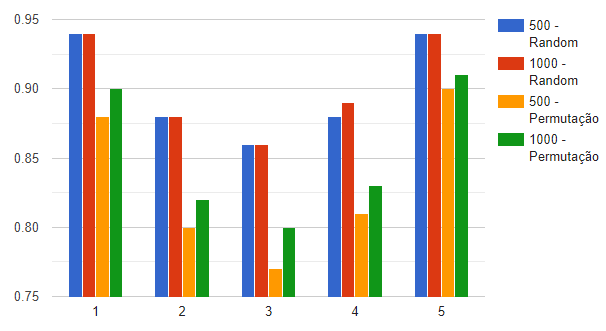 0.95
0.90
0.85
0.80
0.75
1 2 3 4 5
500 -
Random
1000 -
Random
500 -
Permutação
1000 -
Permutação